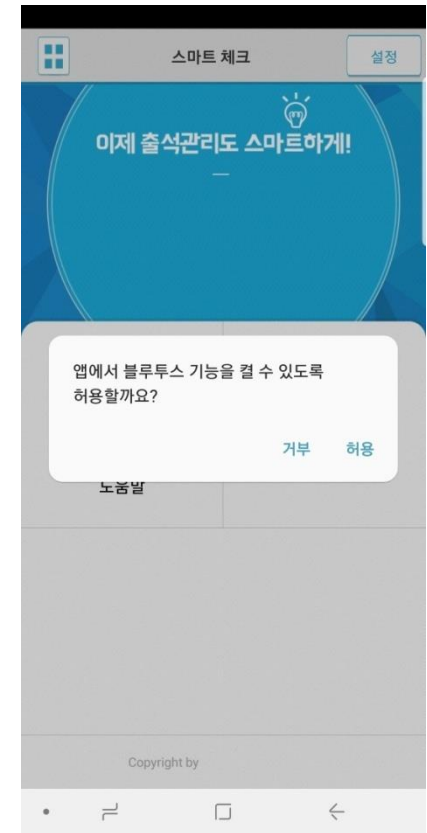 스마트 체크
설정
이제 출석관리도 스마트하게!
앱에서 블루투스 기능을 켤 수 있도록
허용할까요?
거부
허용
도움말
Copyright by